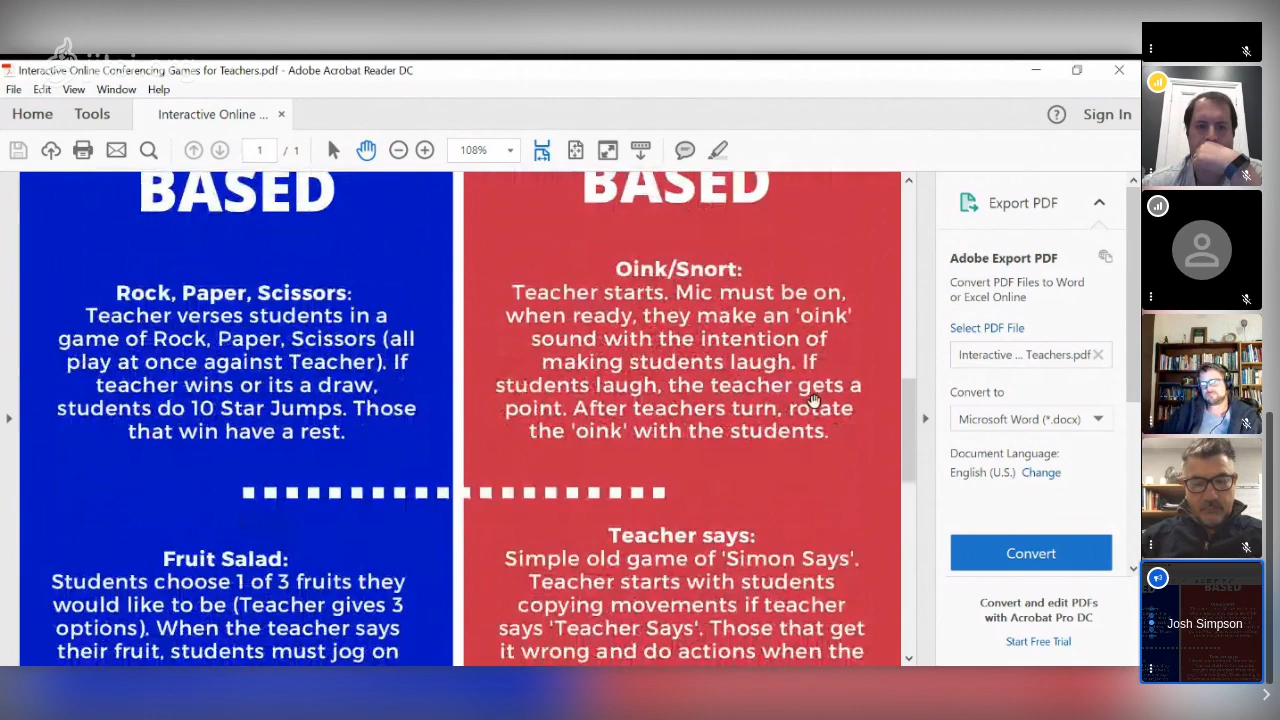 jitsi.org
Interactive Online Conferencing Games for Teachers.pdf - Adobe Acrobat Reader DC
File Edit View Window Help
Home Tools Interactive Online ... × Sign In
1 / 1 108%
BASED
Rock, Paper, Scissors:
Teacher verses students in a
game of Rock, Paper, Scissors (all
play at once against Teacher). If
teacher wins or its a draw,
students do 10 Star Jumps. Those
that win have a rest.
Fruit Salad:
Students choose 1 of 3 fruits they
would like to be (Teacher gives 3
options). When the teacher says
their fruit, students must jog on
BASED
Oink/Snort:
Teacher starts. Mic must be on,
when ready, they make an 'oink'
sound with the intention of
making students laugh. If
students laugh, the teacher gets a
point. After teachers turn, rotate
the 'oink' with the students.
Teacher says:
Simple old game of 'Simon Says'.
Teacher starts with students
copying movements if teacher
says 'Teacher Says'. Those that get
it wrong and do actions when the
Export PDF
Adobe Export PDF
Convert PDF Files to Word
or Excel Online
Select PDF File
Interactive ... Teachers.pdf
Convert to
Microsoft Word (*.docx)
Document Language:
English (U.S.) Change
Convert
Convert and edit PDFs
with Acrobat Pro DC
Start Free Trial
Josh Simpson